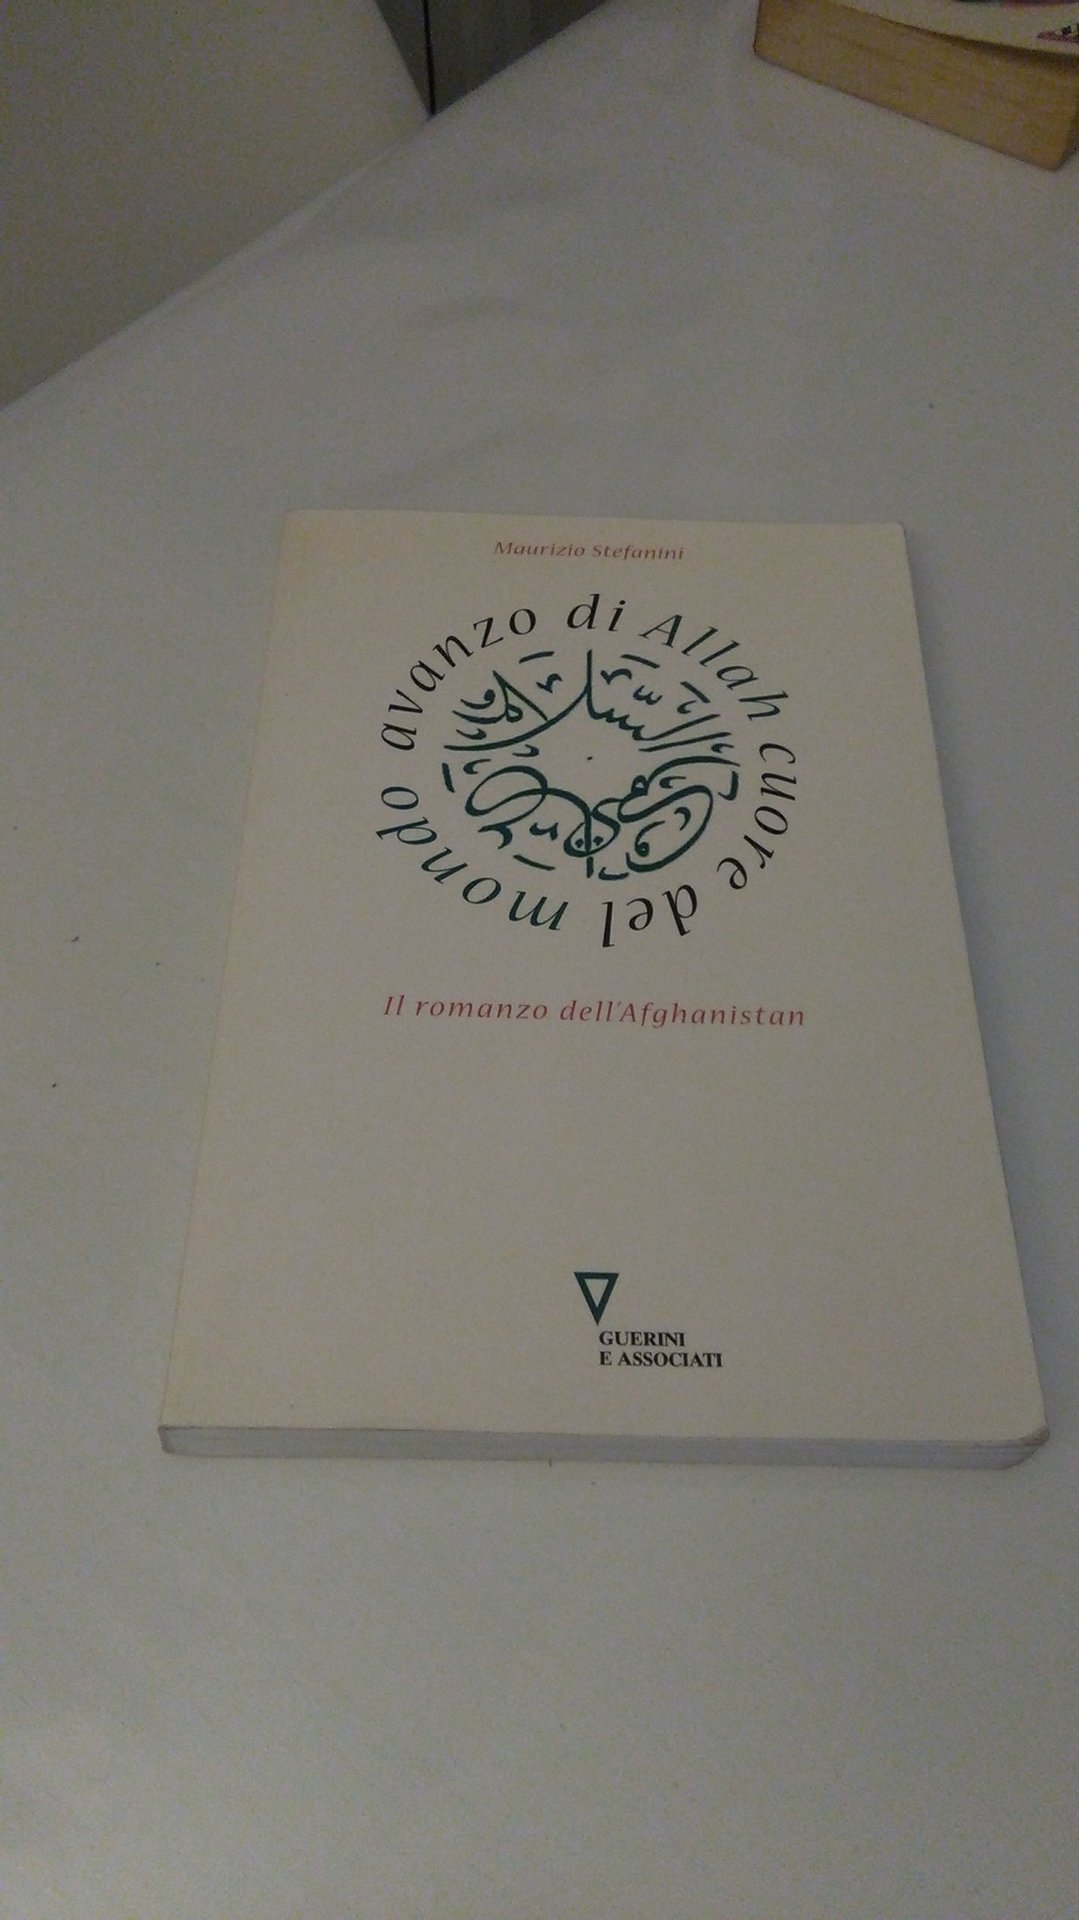 Maurizio Stefanini
avanzo di Allah cuore del mondo
Il romanzo dell'Afghanistan
GUERINI
E ASSOCIATI